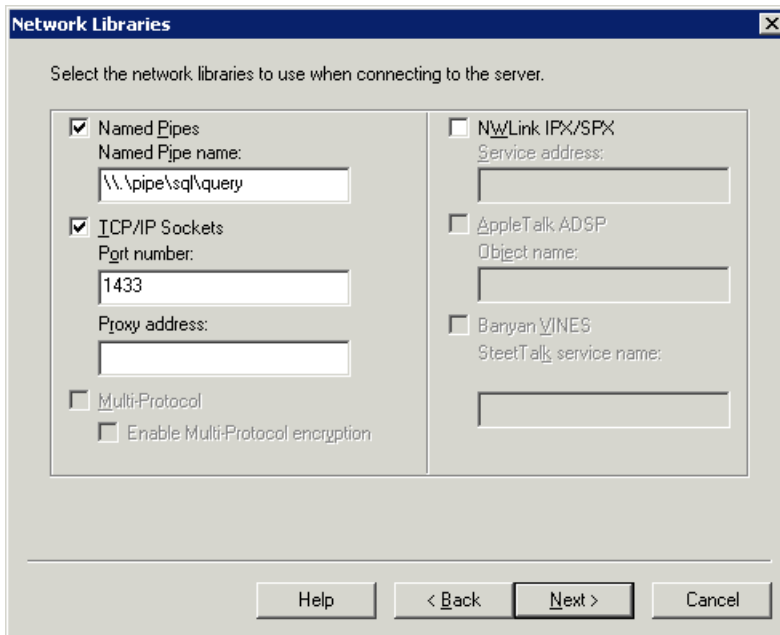 Network Libraries
Select the network libraries to use when connecting to the server.
Named Pipes
Named Pipe name:
\\.\pipe\sql\query
TCP/IP Sockets
Port number:
1433
Proxy address:
Multi-Protocol
Enable Multi-Protocol encryption
NWLink IPX/SPX
Service address:
AppleTalk ADSP
Object name:
Banyan VINES
SteetTalk service name:
Help
< Back
Next >
Cancel